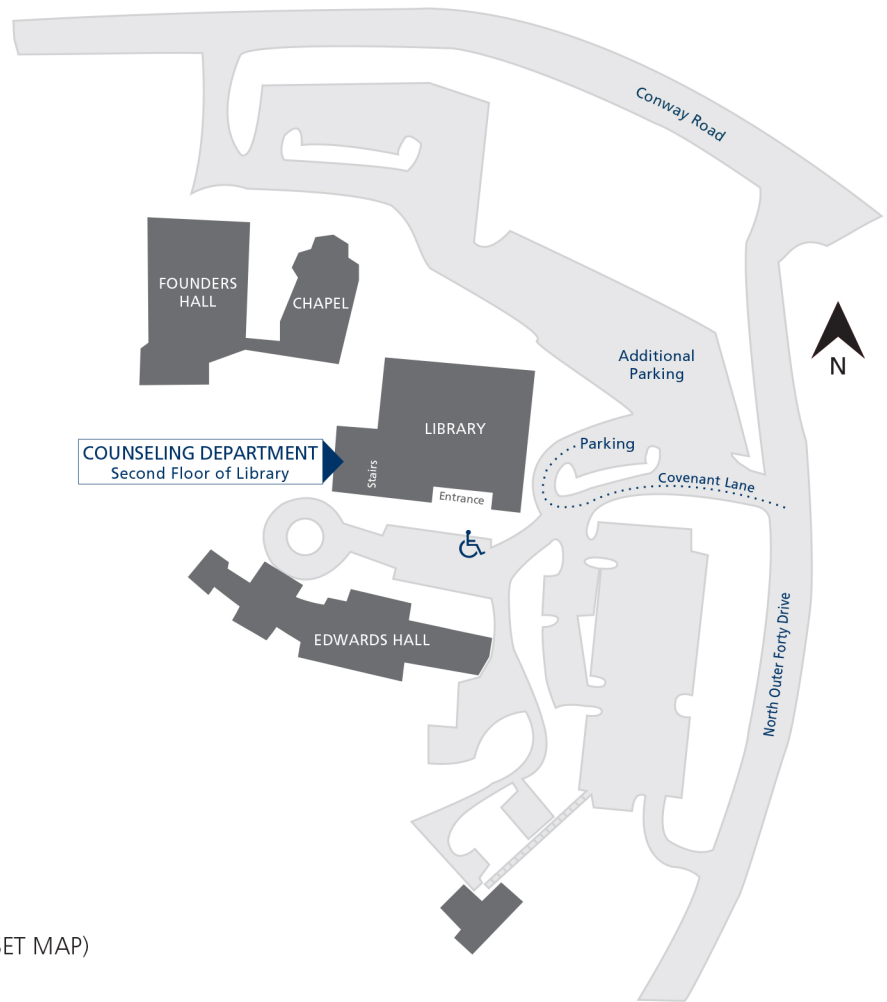 Conway Road
FOUNDERS
HALL
CHAPEL
N
Additional
Parking
LIBRARY
Parking
COUNSELING DEPARTMENT
Second Floor of Library
Stairs
Covenant Lane
Entrance
EDWARDS HALL
North Outer Forty Drive
ET MAP)